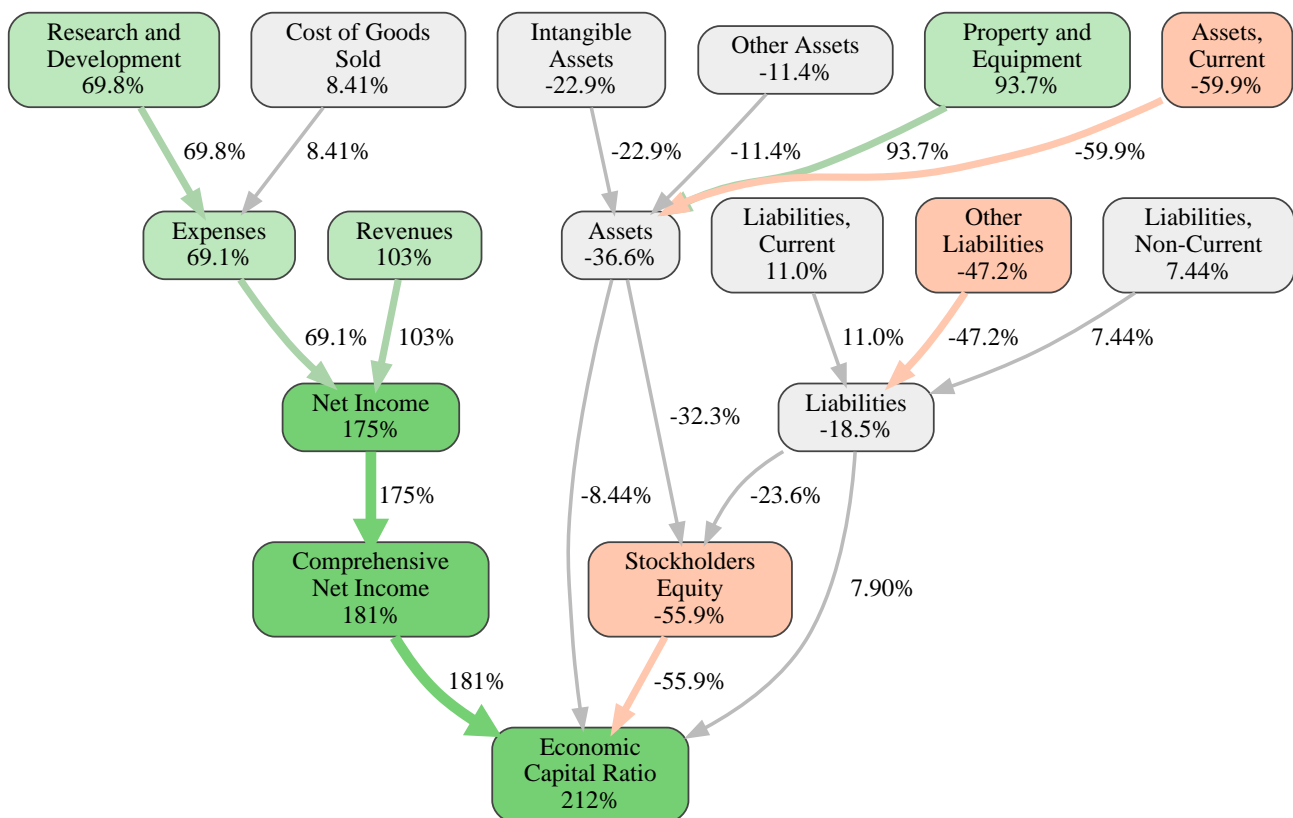 Research and
Development
69.8%
Cost of Goods
Sold
8.41%
Intangible
Assets
-22.9%
Other Assets
-11.4%
Property and
Equipment
93.7%
Assets,
Current
-59.9%
69.8%
8.41%
-22.9%
-11.4%
93.7%
-59.9%
Expenses
69.1%
Revenues
103%
Assets
-36.6%
Liabilities,
Current
11.0%
Other
Liabilities
-47.2%
Liabilities,
Non-Current
7.44%
69.1%
103%
11.0%
-47.2%
7.44%
Net Income
175%
-32.3%
Liabilities
-18.5%
175%
-8.44%
-23.6%
Comprehensive
Net Income
181%
Stockholders
Equity
-55.9%
7.90%
181%
-55.9%
Economic
Capital Ratio
212%